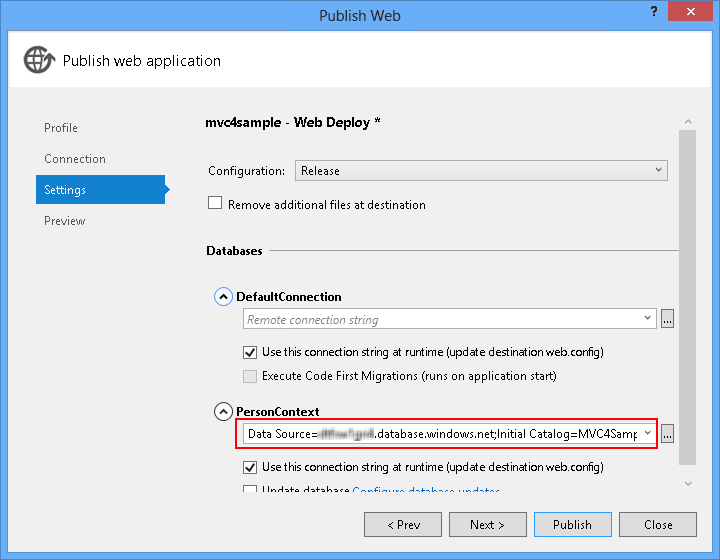 Publish Web
Publish web application
Profile
Connection
Settings
Preview
mvc4sample - Web Deploy *
Configuration: Release
Remove additional files at destination
Databases
DefaultConnection
Remote connection string
...
Use this connection string at runtime (update destination web.config)
Execute Code First Migrations (runs on application start)
PersonContext
Data Source= .database.windows.net;Initial Catalog=MVC4Samp
...
Use this connection string at runtime (update destination web.config)
Update database Configure database updates
< Prev
Next >
Publish
Close